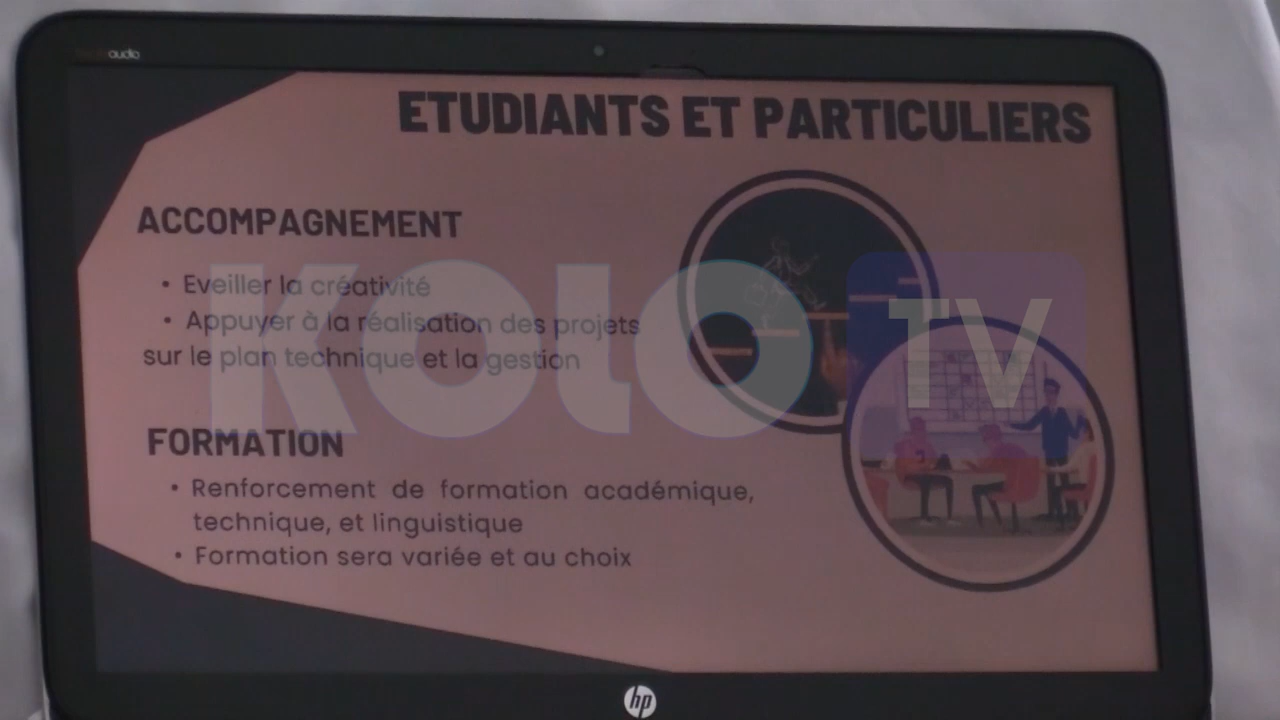 audio
ETUDIANTS ET PARTICULIERS
ACCOMPAGNEMENT
• Eveiller la créativité
• Appuyer à la réalisation des projets
sur le plan technique et la gestion
KOLO TV
FORMATION
• Renforcement de formation académique,
technique, et linguistique
• Formation sera variée et au choix
hp